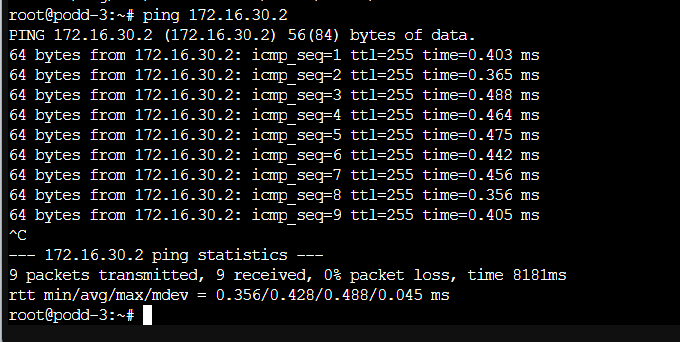 root@podd-3:~# ping 172.16.30.2
PING 172.16.30.2 (172.16.30.2) 56(84) bytes of data.
64 bytes from 172.16.30.2: icmp_seq=1 ttl=255 time=0.403 ms
64 bytes from 172.16.30.2: icmp_seq=2 ttl=255 time=0.365 ms
64 bytes from 172.16.30.2: icmp_seq=3 ttl=255 time=0.488 ms
64 bytes from 172.16.30.2: icmp_seq=4 ttl=255 time=0.464 ms
64 bytes from 172.16.30.2: icmp_seq=5 ttl=255 time=0.475 ms
64 bytes from 172.16.30.2: icmp_seq=6 ttl=255 time=0.442 ms
64 bytes from 172.16.30.2: icmp_seq=7 ttl=255 time=0.456 ms
64 bytes from 172.16.30.2: icmp_seq=8 ttl=255 time=0.356 ms
64 bytes from 172.16.30.2: icmp_seq=9 ttl=255 time=0.405 ms
^C
--- 172.16.30.2 ping statistics ---
9 packets transmitted, 9 received, 0% packet loss, time 8181ms
rtt min/avg/max/mdev = 0.356/0.428/0.488/0.045 ms
root@podd-3:~#